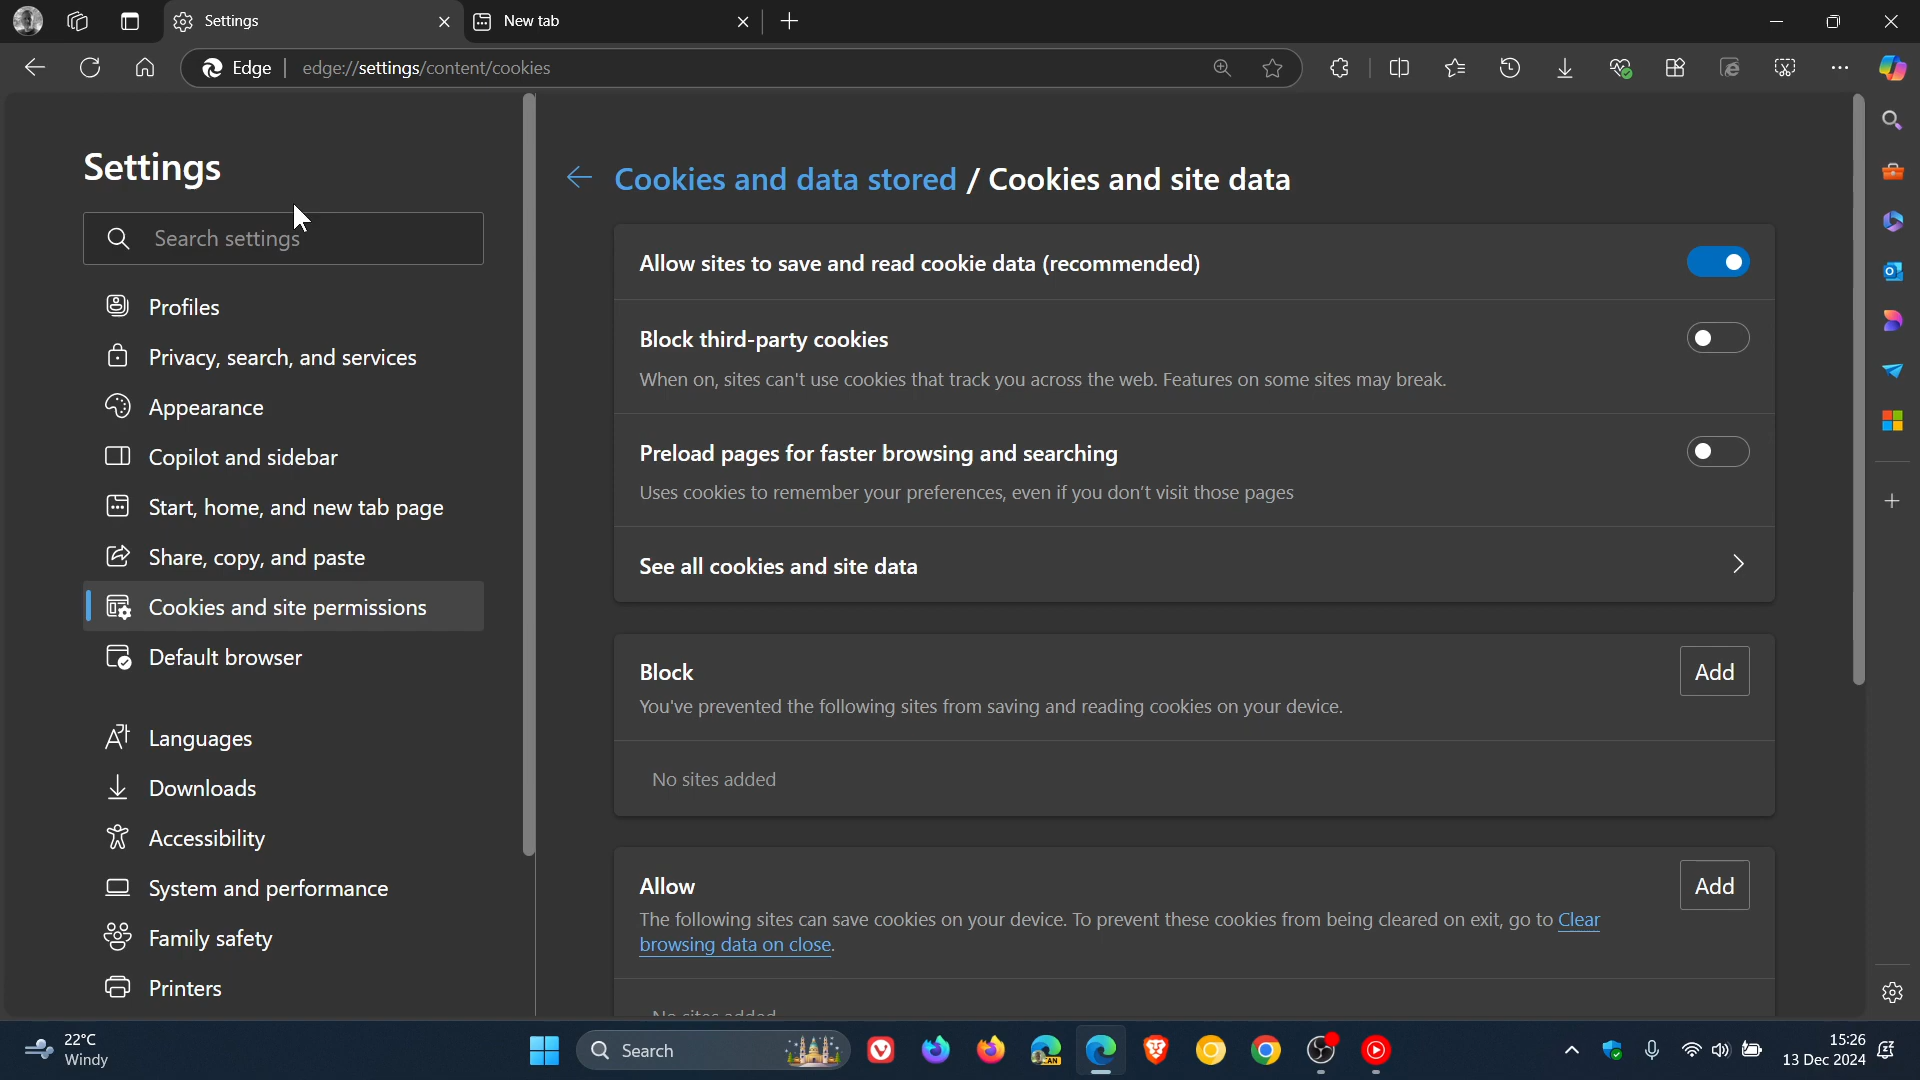 Settings
New tab
Edge
edge://settings/content/cookies
Settings
Search settings
Profiles
Privacy, search, and services
Appearance
Copilot and sidebar
Start, home, and new tab page
Share, copy, and paste
Cookies and site permissions
Default browser
Languages
Downloads
Accessibility
System and performance
Family safety
Printers
Cookies and data stored / Cookies and site data
Allow sites to save and read cookie data (recommended)
Block third-party cookies
When on, sites can't use cookies that track you across the web. Features on some sites may break.
Preload pages for faster browsing and searching
Uses cookies to remember your preferences, even if you don't visit those pages
See all cookies and site data
Block
Add
You've prevented the following sites from saving and reading cookies on your device.
No sites added
Allow
Add
The following sites can save cookies on your device. To prevent these cookies from being cleared on exit, go to Clear
browsing data on close.
No sites added
22°C
Windy
Search
CAN
15:26
13 Dec 2024